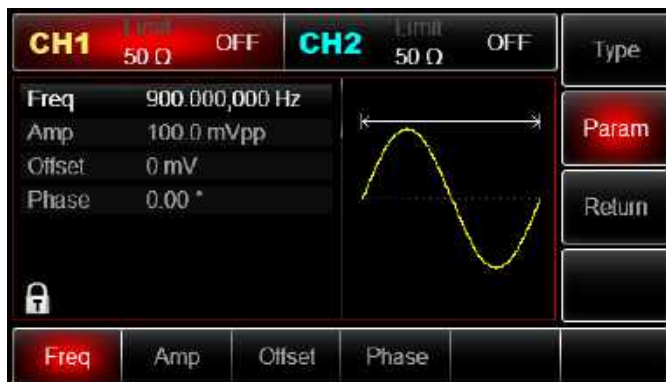 CH1 Limit 50 Ω OFF CH2 Limit 50 Ω OFF
Type
Freq 900.000,000 Hz
Amp 100.0 mVpp
Param
Offset 0 mV
Phase 0.00 °
Return
Freq Amp Offset Phase